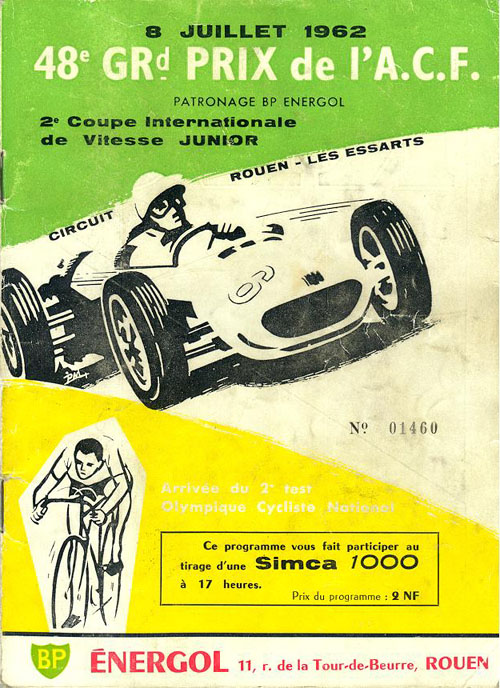 8 JUILLET 1962
48e GRd PRIX de l'A.C.F.
PATRONAGE BP ENERGOL
2e Coupe Internationale
de Vitesse JUNIOR
CIRCUIT ROUEN - LES ESSARTS
6
No 01460
Arrivée du 2e test
Olympique Cycliste National
Ce programme vous fait participer au
tirage d'une Simca 1000
à 17 heures.
Prix du programme : 2 NF
BP ÉNERGOL 11, r. de la Tour-de-Beurre, ROUEN